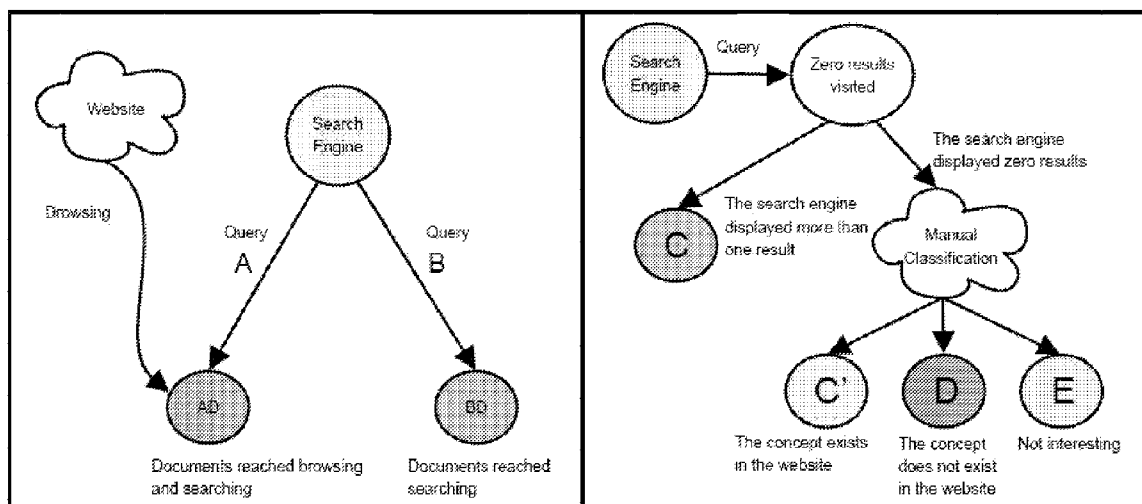 Website
Search
Engine
Browsing
Query
A
Query
B
AD
BD
Documents reached browsing
and searching
Documents reached
searching
Search
Engine
Query
Zero results
visited
The search engine
displayed zero results
C
The search engine
displayed more than
one result
Manual
Classification
C'
D
E
The concept exists
in the website
The concept
does not exist
in the website
Not interesting